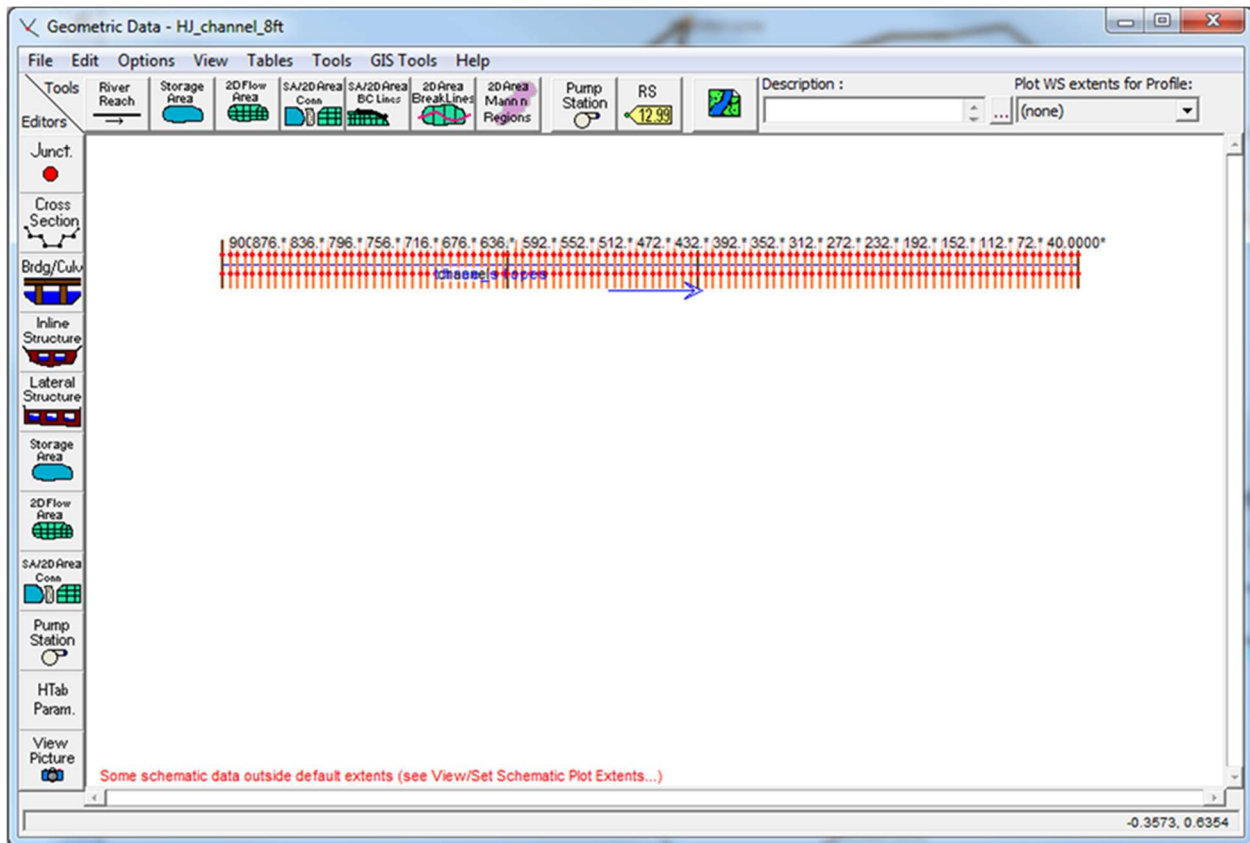 Geometric Data - HJ_channel_8ft
File Edit Options View Tables Tools GIS Tools Help
Tools
Editors
River Reach
Storage Area
2D Flow Area
SA/2D Area Conn
SA/2D Area BC Lines
2D Area BreakLines
2D Area Mann n Regions
Pump Station
RS
12.99
Description :
...
Plot WS extents for Profile:
(none)
Junct.
Cross Section
Brdg/Culv
Inline Structure
Lateral Structure
Storage Area
2D Flow Area
SA/2D Area Conn
Pump Station
HTab Param.
View Picture
900876.* 836.* 796.* 756.* 716.* 676.* 636.* 592.* 552.* 512.* 472.* 432.* 392.* 352.* 312.* 272.* 232.* 192.* 152.* 112.* 72.* 40.0000*
Some schematic data outside default extents (see View/Set Schematic Plot Extents...)
-0.3573, 0.6354